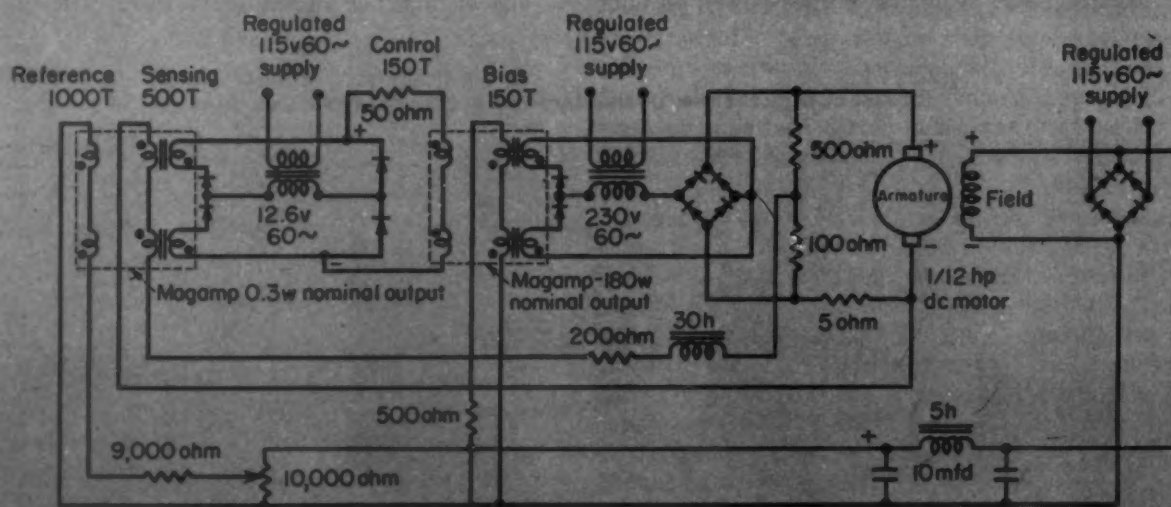 Regulated
115v60~
supply
Control
150T
50 ohm
Reference
1000T
Sensing
500T
+
12.6v
60~
-
Magamp 0.3w nominal output
Regulated
115v60~
supply
Bias
150T
230v
60~
Magamp-180w
nominal output
500ohm
100ohm
5 ohm
+
Armature
-
1/12 hp
dc motor
+
Field
-
Regulated
115v60~
supply
200ohm
30h
500 ohm
9,000 ohm
10,000 ohm
+
5h
10mfd